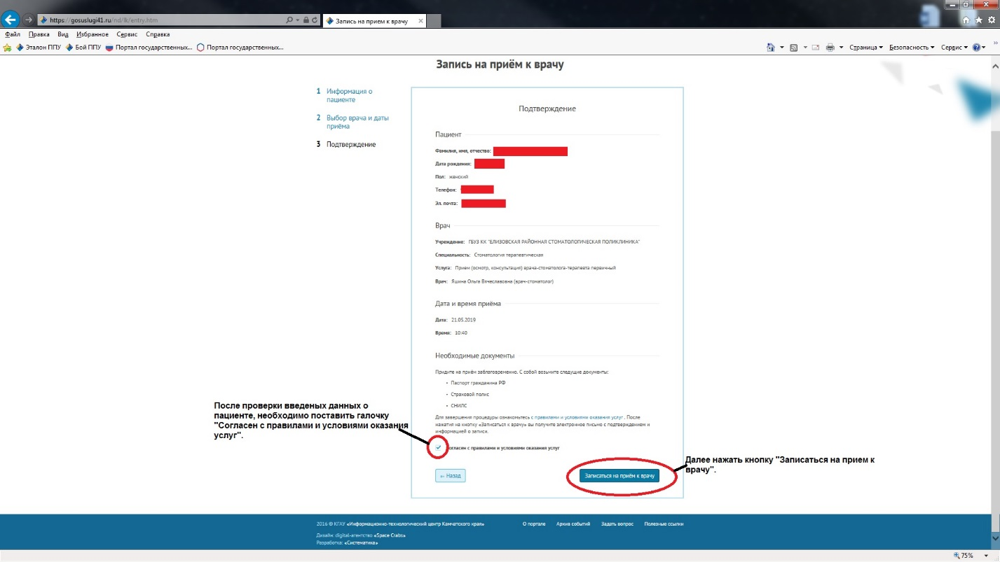 https://gosuslugi41.ru/nd/lk/entry.htm
Запись на прием к врачу
Файл Правка Вид Избранное Сервис Справка
Эталон ППУ Бой ППУ Портал государственных... Портал государственных...
Страница Безопасность Сервис
Запись на приём к врачу
1 Информация о
пациенте
2 Выбор врача и даты
приёма
3 Подтверждение
Подтверждение
Пациент
Фамилия, имя, отчество:
Дата рождения:
Пол: женский
Телефон:
Эл. почта:
Врач
Учреждение: ГБУЗ КК "ЕЛИЗОВСКАЯ РАЙОННАЯ СТОМАТОЛОГИЧЕСКАЯ ПОЛИКЛИНИКА"
Специальность: Стоматология терапевтическая
Услуга: Прием (осмотр, консультация) врача-стоматолога-терапевта первичный
Врач: Яшина Ольга Вячеславовна (врач-стоматолог)
Дата и время приёма
Дата: 21.05.2019
Время: 10:40
Необходимые документы
Придите на приём заблаговременно. С собой возьмите следущие документы:
• Паспорт гражданина РФ
• Страховой полис
• СНИЛС
Для завершения процедуры ознакомьтесь с правилами и условиями оказания услуг . После
нажатия на кнопку «Записаться к врачу» вы получите электронное письмо с подтверждением и
информацией о записи.
Согласен с правилами и условиями оказания услуг
← Назад
Записаться на приём к врачу
После проверки введеных данных о
пациенте, необходимо поставить галочку
"Согласен с правилами и условиями оказания
услуг".
Далее нажать кнопку "Записаться на прием к
врачу".
2016 © КГАУ «Информационно-технологический центр Камчатского края»
О портале Архив событий Задать вопрос Полезные ссылки
Дизайн: digital-агентство «Space Crabs»
Разработка: «Систематика»
75%